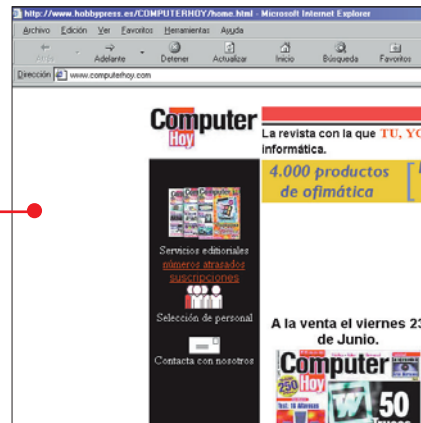 http://www.hobbypress.es/COMPUTERHOY/home.html - Microsoft Internet Explorer
Archivo Edición Ver Favoritos Herramientas Ayuda
Atrás Adelante Detener Actualizar Inicio Búsqueda Favoritos
Dirección www.computerhoy.com
Computer
Hoy
La revista con la que TU, YO
informática.
4.000 productos
de ofimática
Servicios editoriales
números atrasados
suscripciones
Selección de personal
Contacta con nosotros
A la venta el viernes 23
de Junio.
Computer
Hoy
250
50
Trucos